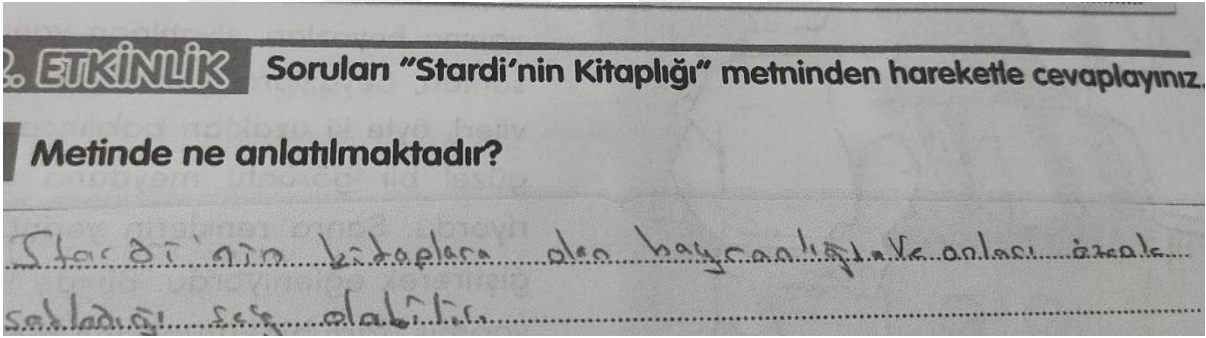 2. ETKİNLİK Soruları "Stardi'nin Kitaplığı" metninden hareketle cevaplayınız.
Metinde ne anlatılmaktadır?
Stardi'nin kitaplara olan hayranlığı. Ve onları özenle
sakladığı olabilir.